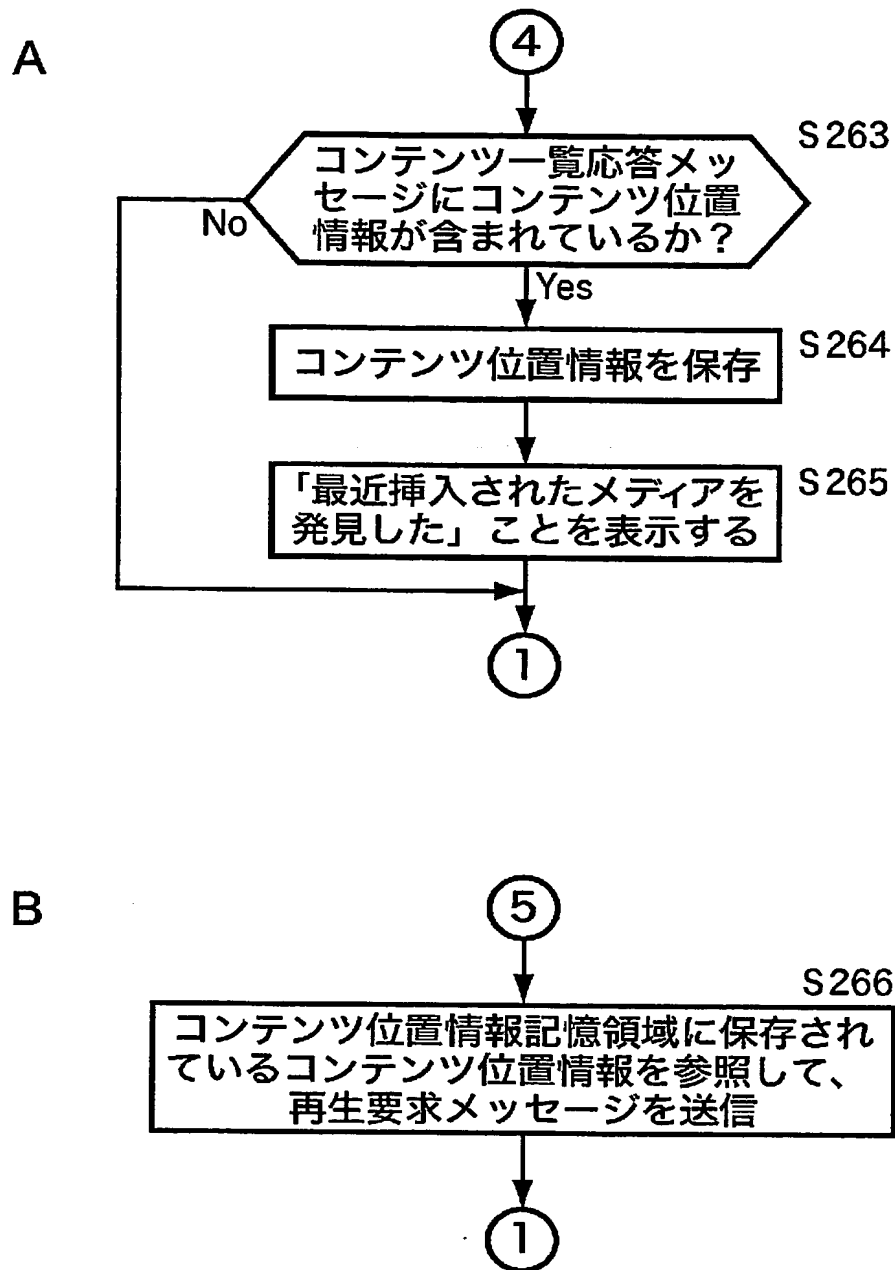 A
④
S263
コンテンツ一覧応答メッ
セージにコンテンツ位置
情報が含まれているか？
No
Yes
S264
コンテンツ位置情報を保存
S265
「最近挿入されたメディアを
発見した」ことを表示する
①
B
⑤
S266
コンテンツ位置情報記憶領域に保存され
ているコンテンツ位置情報を参照して、
再生要求メッセージを送信
①